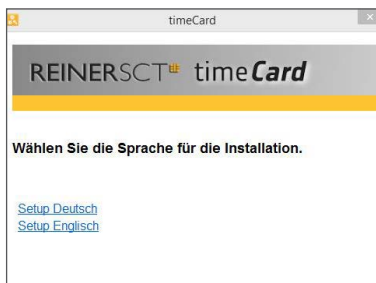 timeCard
REINERSCT timeCard
Wählen Sie die Sprache für die Installation.
Setup Deutsch
Setup Englisch